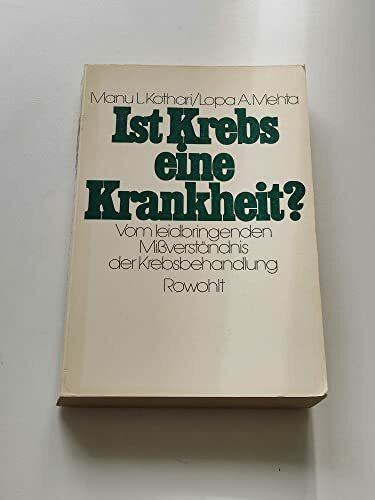 Manu L. Kothari/Lopa A. Mehta
Ist Krebs
eine
Krankheit?
Vom leidbringenden
Mißverständnis
der Krebsbehandlung
Rowohlt